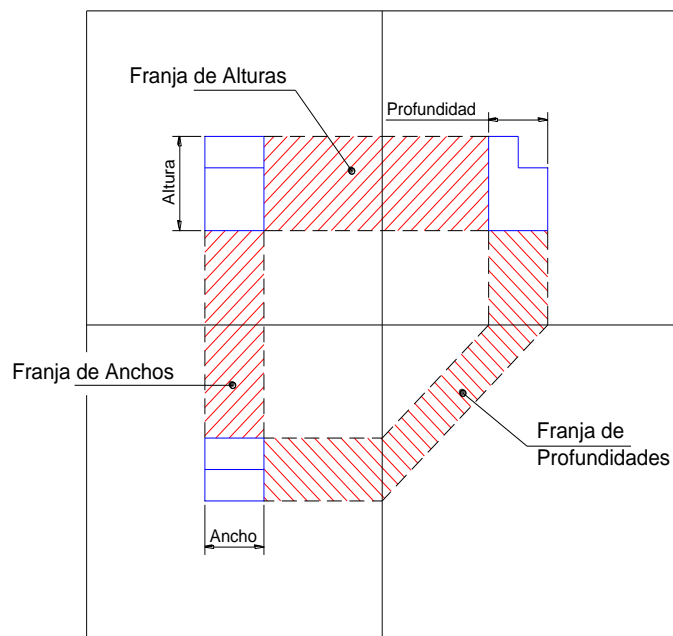 Franja de Alturas
Profundidad
Altura
Franja de Anchos
Franja de
Profundidades
Ancho